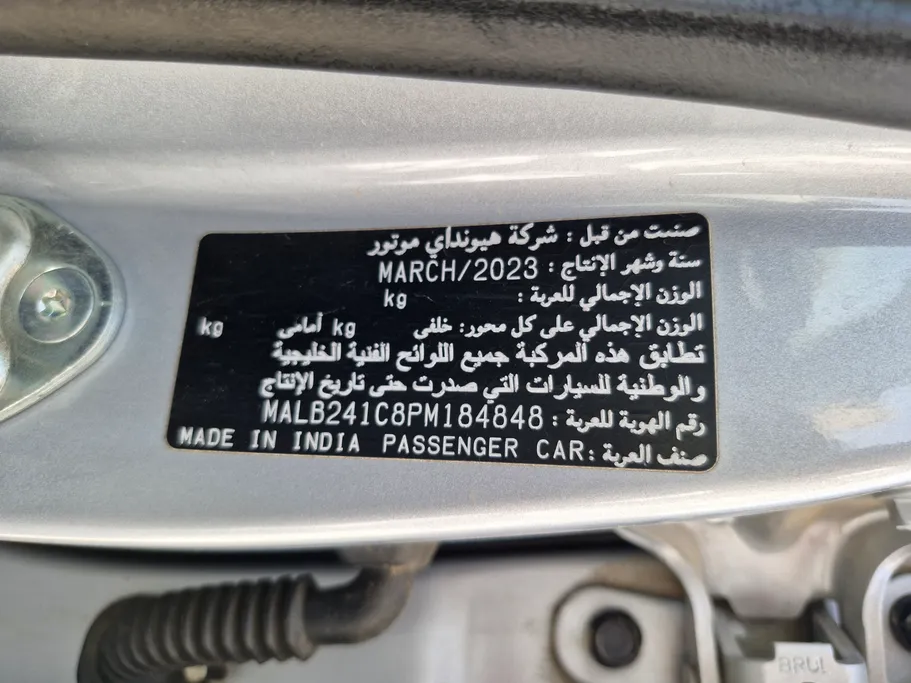 صنعت من قبل : شركة هيونداي موتور
سنة وشهر الإنتاج : MARCH/2023
الوزن الإجمالي للعربة : kg
الوزن الإجمالي على كل محور: خلفي kg أمامي kg
تطابق هذه المركبة جميع اللوائح الفنية الخليجية
والوطنية للسيارات التي صدرت حتى تاريخ الإنتاج
رقم الهوية للعربة : MALB241C8PM184848
صنف العربة : MADE IN INDIA PASSENGER CAR